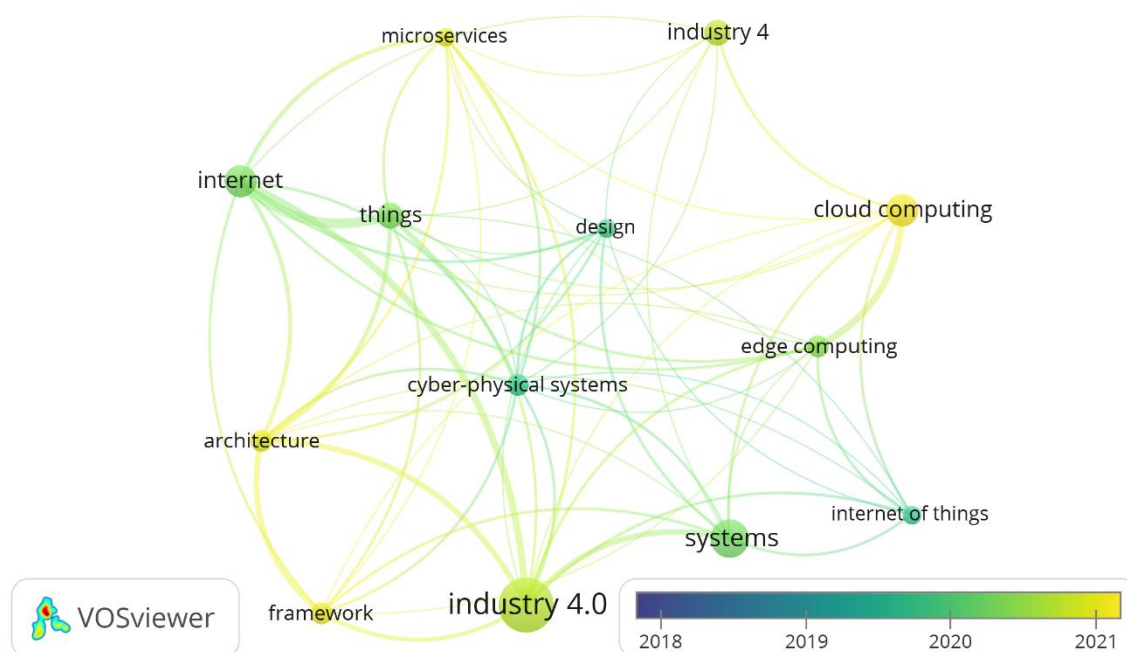 microservices
industry 4
internet
things
design
cloud computing
edge computing
cyber-physical systems
architecture
internet of things
systems
framework
industry 4.0
VOSviewer
2018
2019
2020
2021